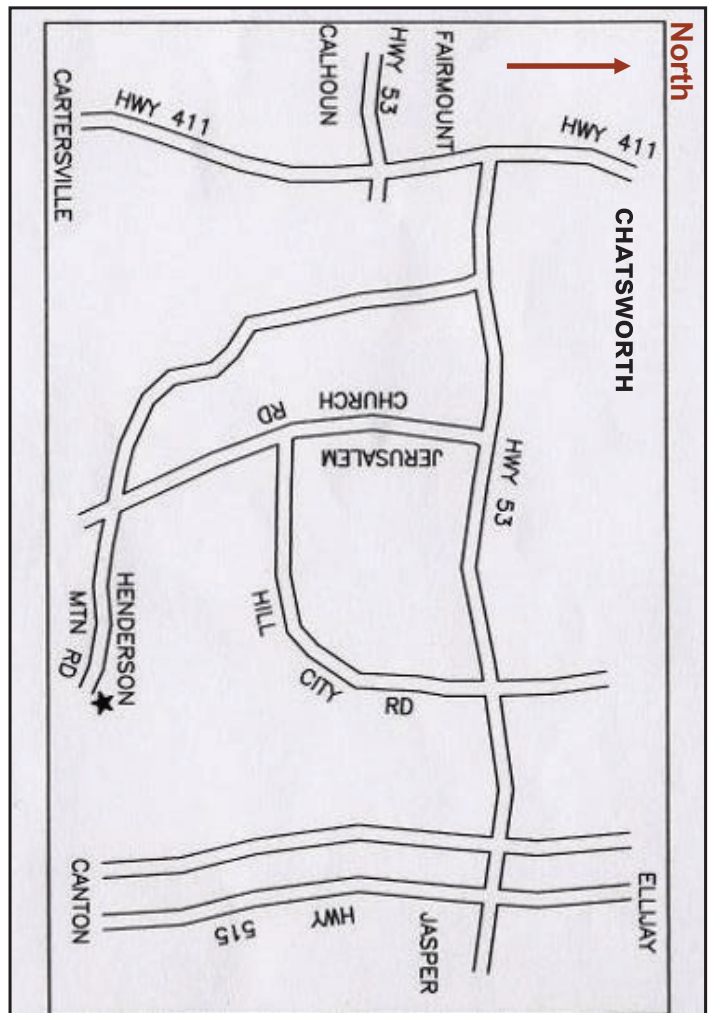 North
HWY 411
CHATSWORTH
FAIRMOUNT
HWY 53
CALHOUN
HWY 411
CARTERSVILLE
CHURCH
RD
JERUSALEM
HWY 53
HENDERSON
MTN RD
HILL
CITY
RD
ELLIJAY
JASPER
HWY
515
CANTON